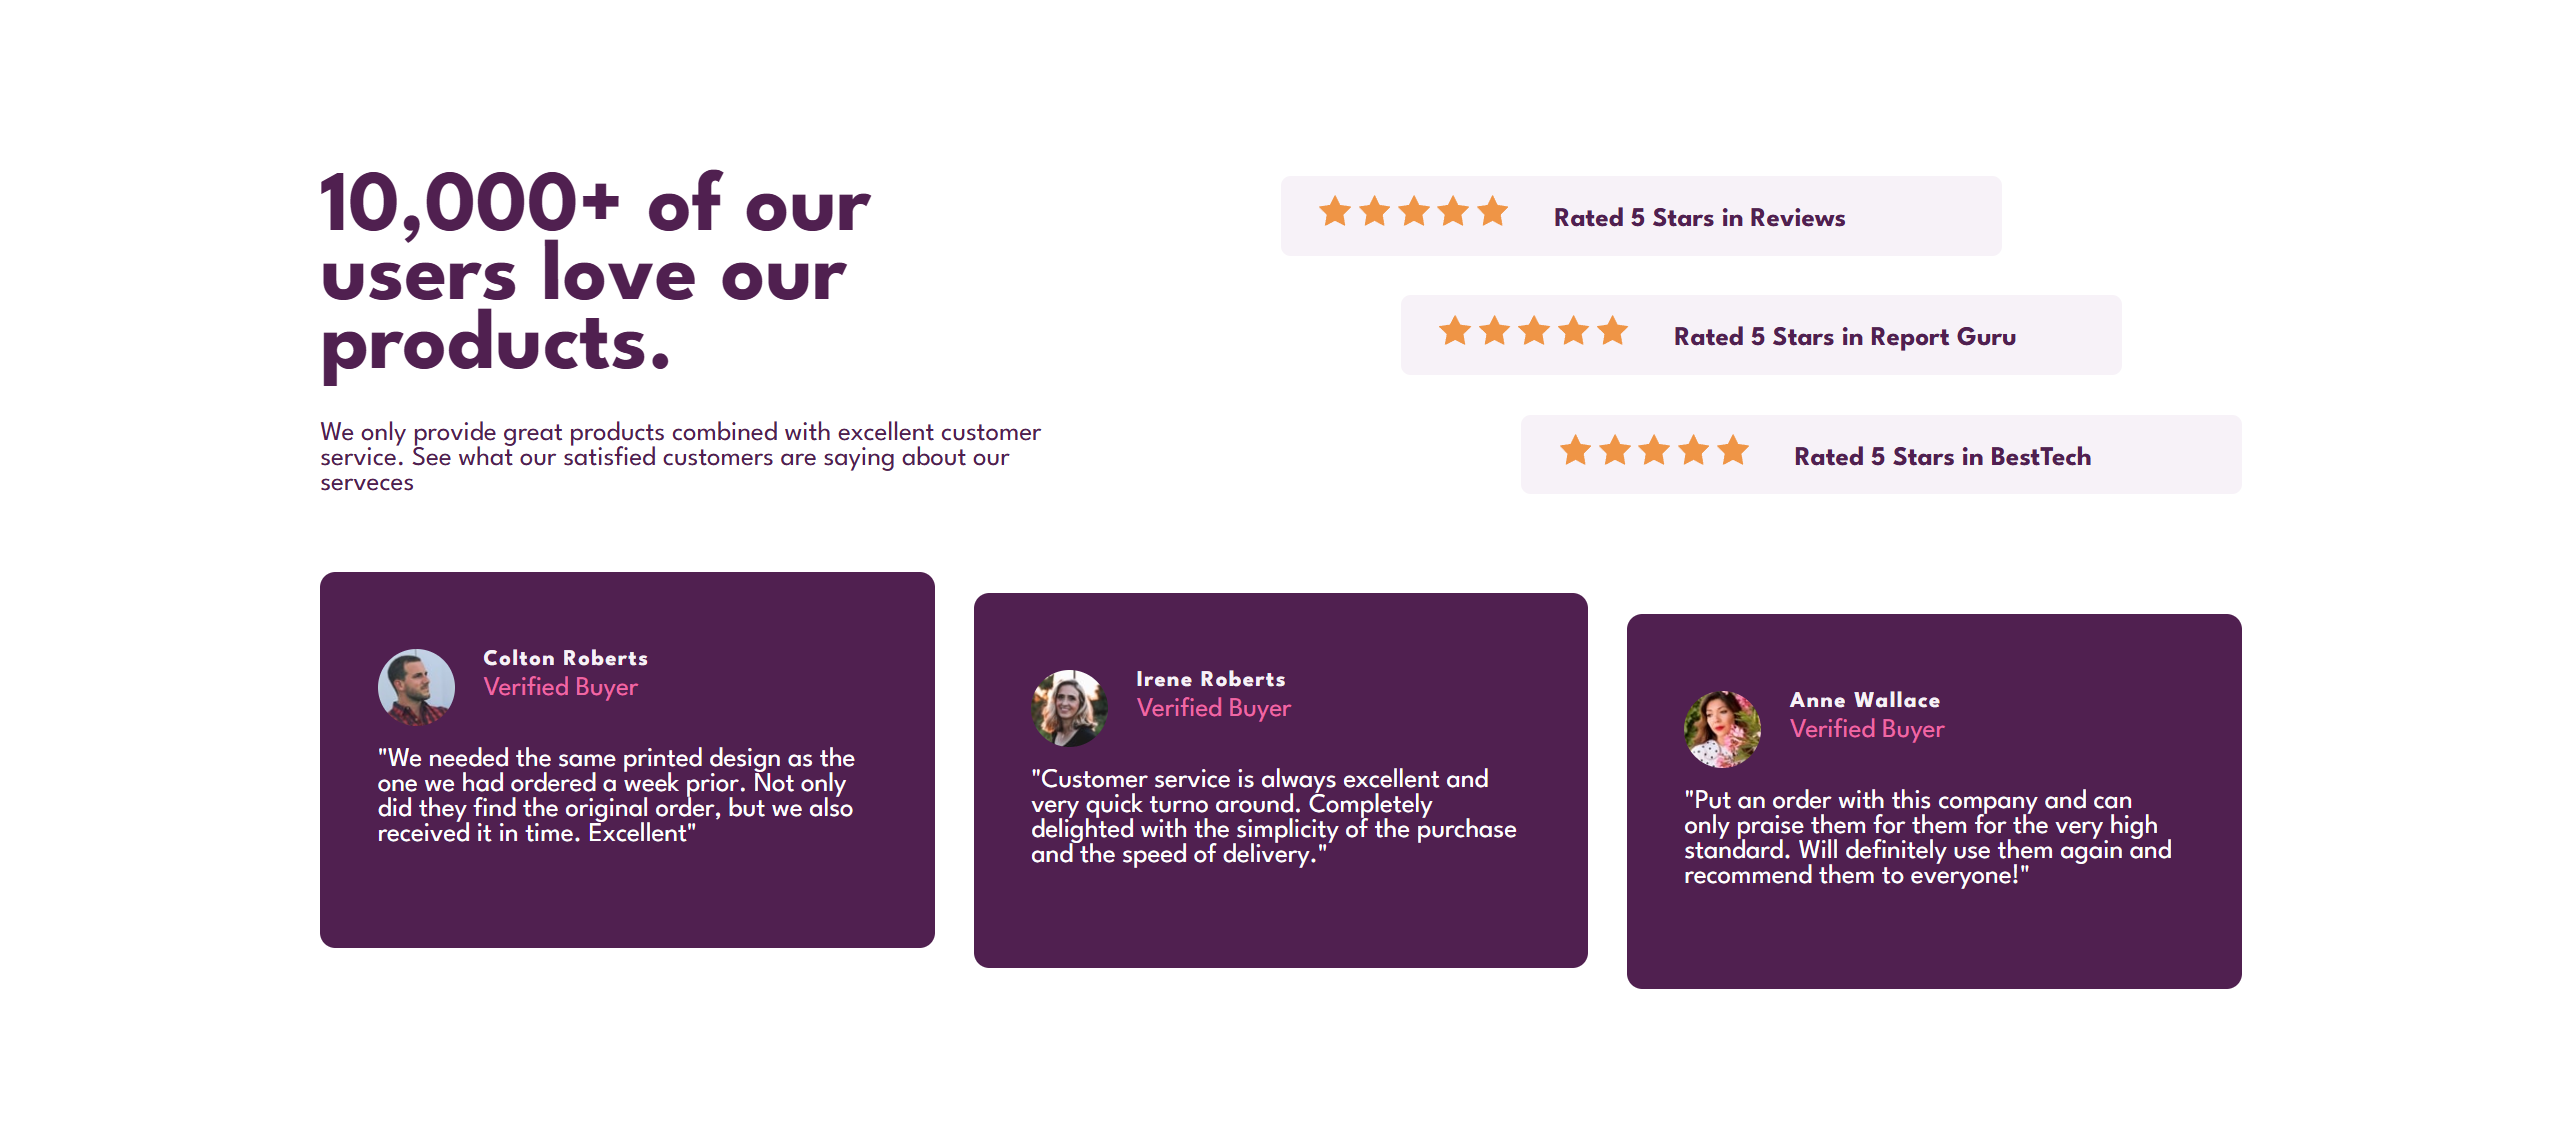 10,000+ of our
users love our
products.
We only provide great products combined with excellent customer
service. See what our satisfied customers are saying about our
serveces
Rated 5 Stars in Reviews
Rated 5 Stars in Report Guru
Rated 5 Stars in BestTech
Colton Roberts
Verified Buyer
"We needed the same printed design as the
one we had ordered a week prior. Not only
did they find the original order, but we also
received it in time. Excellent"
Irene Roberts
Verified Buyer
"Customer service is always excellent and
very quick turno around. Completely
delighted with the simplicity of the purchase
and the speed of delivery."
Anne Wallace
Verified Buyer
"Put an order with this company and can
only praise them for them for the very high
standard. Will definitely use them again and
recommend them to everyone!"